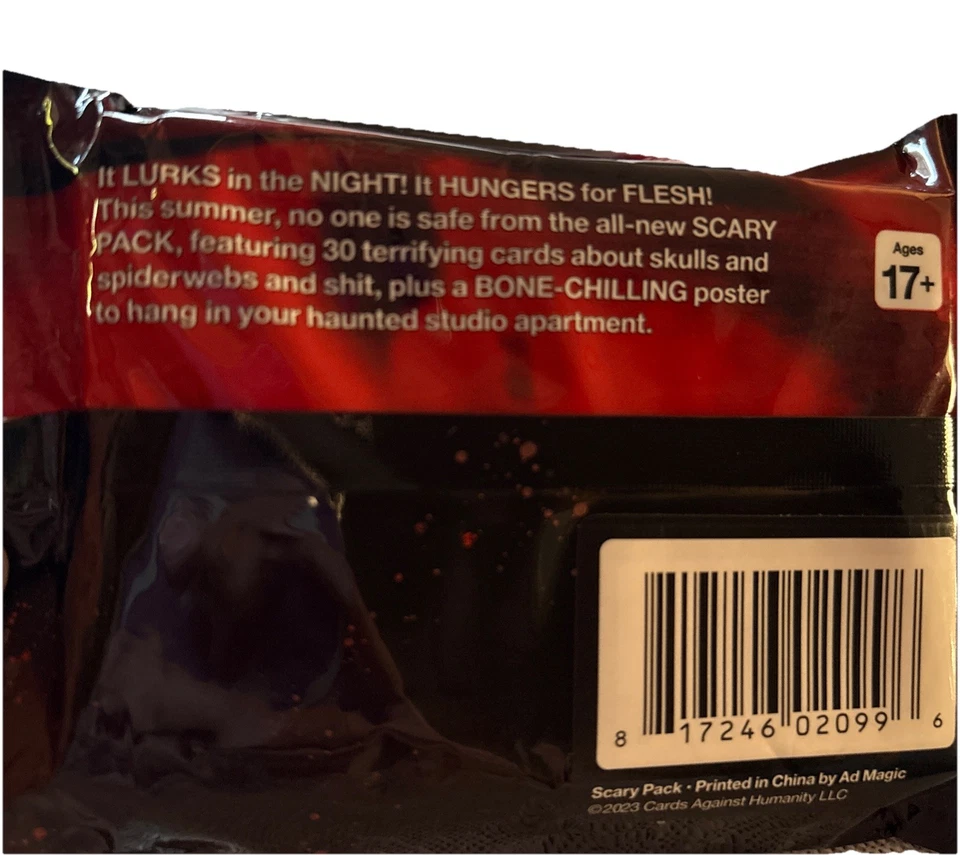 It LURKS in the NIGHT! It HUNGERS for FLESH!
This summer, no one is safe from the all-new SCARY
PACK, featuring 30 terrifying cards about skulls and
spiderwebs and shit, plus a BONE-CHILLING poster
to hang in your haunted studio apartment.
Ages
17+
8 17246 02099 6
Scary Pack · Printed in China by Ad Magic
©2023 Cards Against Humanity LLC